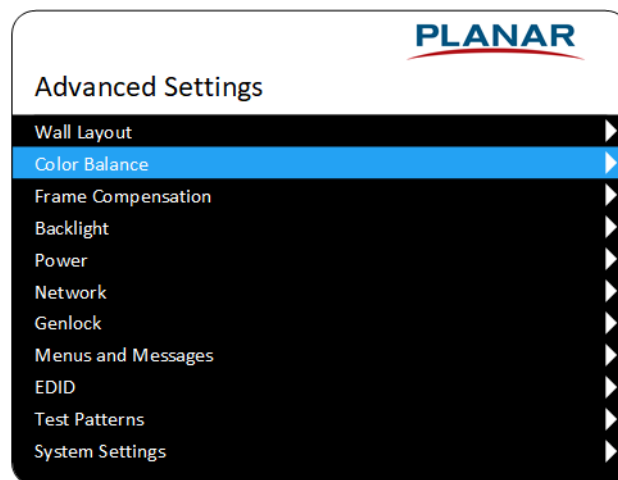 PLANAR
Advanced Settings
Wall Layout
Color Balance
Frame Compensation
Backlight
Power
Network
Genlock
Menus and Messages
EDID
Test Patterns
System Settings